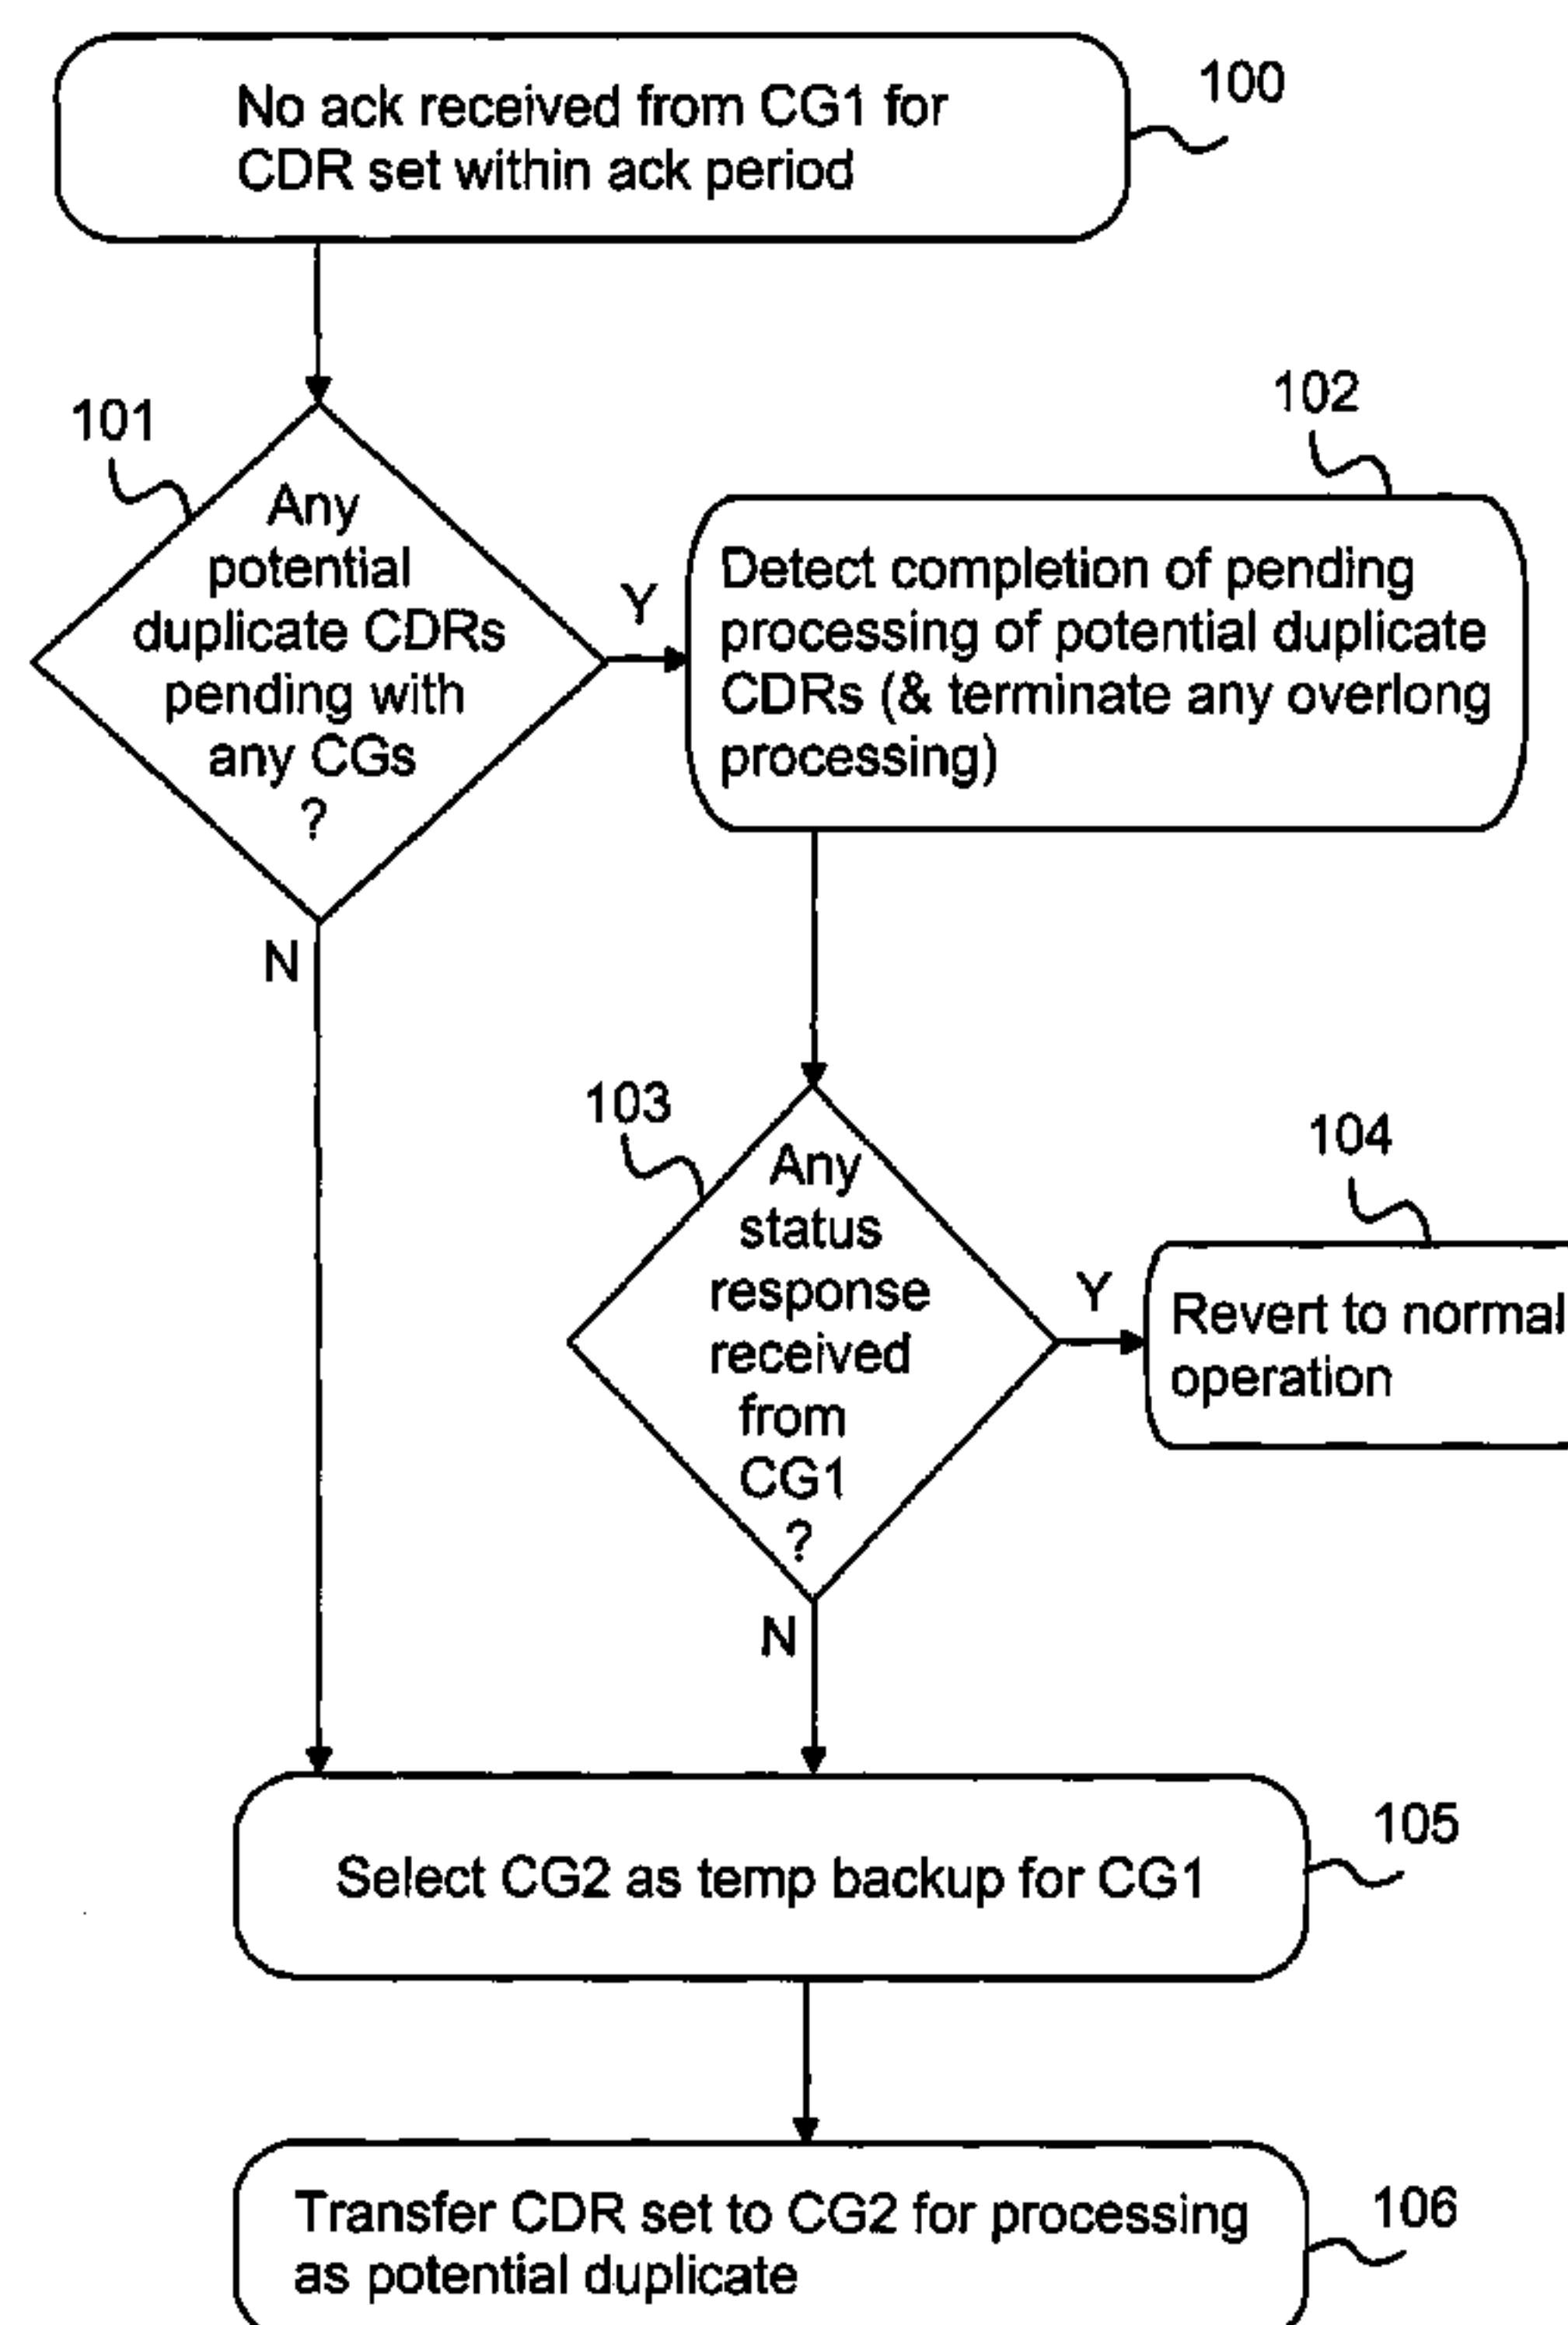 No ack received from CG1 for
CDR set within ack period
100
101
Any
potential
duplicate CDRs
pending with
any CGs
?
Y
N
102
Detect completion of pending
processing of potential duplicate
CDRs (& terminate any overlong
processing)
103
Any
status
response
received
from
CG1
?
Y
N
104
Revert to normal
operation
Select CG2 as temp backup for CG1
105
Transfer CDR set to CG2 for processing
as potential duplicate
106